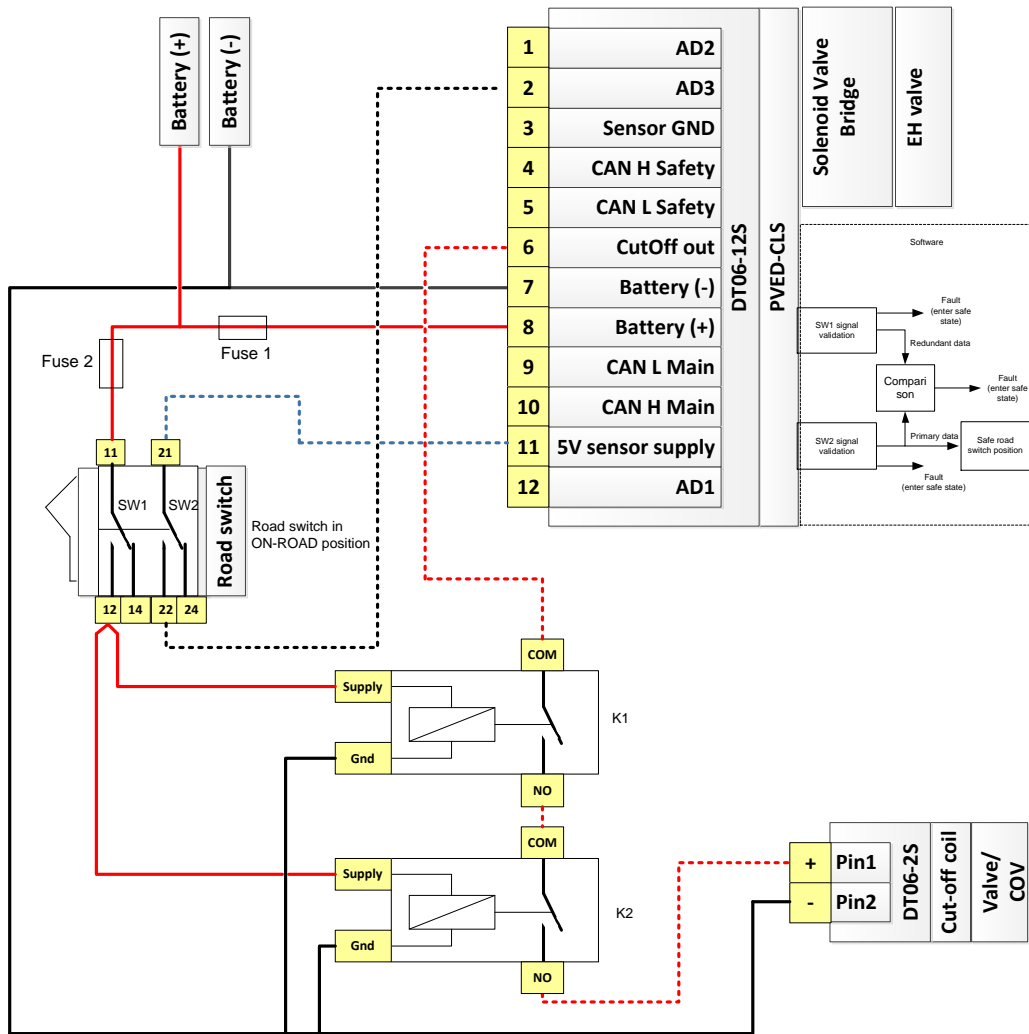 Battery (+)
Battery (-)
1
AD2
2
AD3
3
Sensor GND
4
CAN H Safety
5
CAN L Safety
6
CutOff out
7
Battery (-)
8
Battery (+)
9
CAN L Main
10
CAN H Main
11
5V sensor supply
12
AD1
DT06-12S
PVED-CLS
Solenoid Valve
Bridge
EH valve
Software
SW1 signal
validation
Fault
(enter safe
state)
Redundant data
Compari
son
Fault
(enter safe
state)
SW2 signal
validation
Primary data
Safe road
switch position
Fault
(enter safe state)
Fuse 1
Fuse 2
11
21
SW1
SW2
Road switch
Road switch in
ON-ROAD position
12
14
22
24
COM
Supply
K1
Gnd
NO
COM
Supply
K2
Gnd
NO
+
Pin1
-
Pin2
DT06-2S
Cut-off coil
Valve/
COV